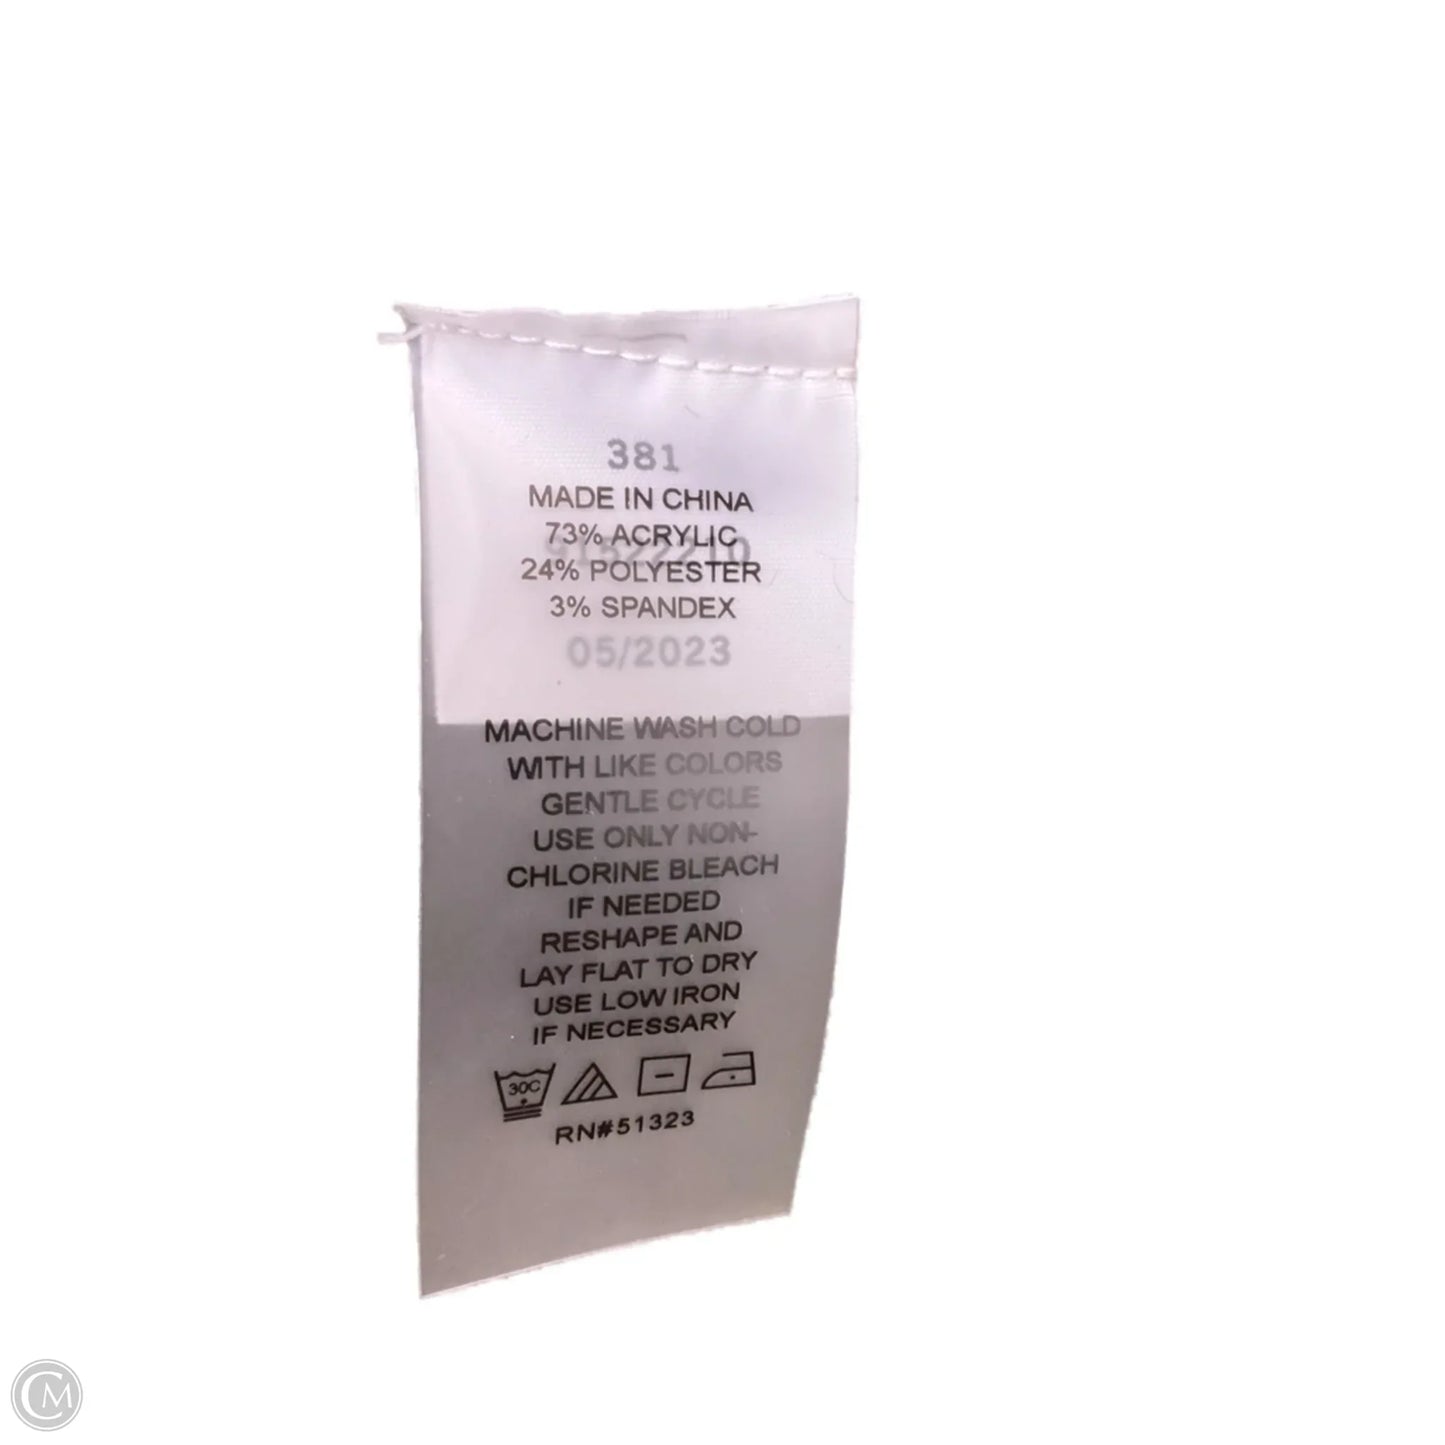 381
MADE IN CHINA
73% ACRYLIC
91522210
24% POLYESTER
3% SPANDEX
05/2023
MACHINE WASH COLD
WITH LIKE COLORS
GENTLE CYCLE
USE ONLY NON-
CHLORINE BLEACH
IF NEEDED
RESHAPE AND
LAY FLAT TO DRY
USE LOW IRON
IF NECESSARY
30C
RN#51323
CM